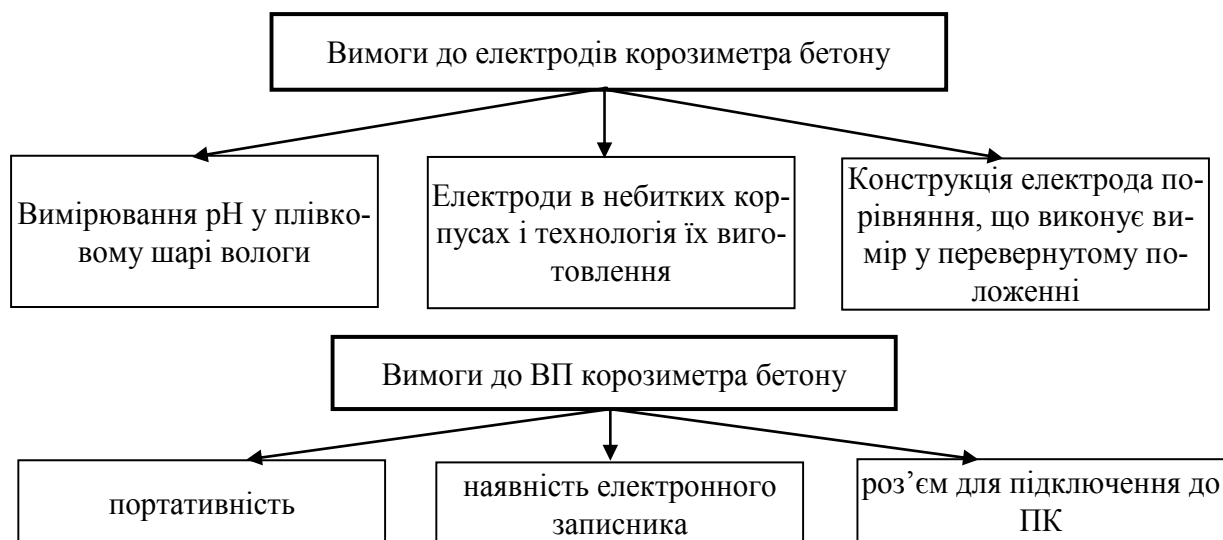 Вимоги до електродів корозиметра бетону
Вимірювання рН у плівко-
вому шарі вологи
Електроди в небитких кор-
пусах і технологія їх виго-
товлення
Конструкція електрода по-
рівняння, що виконує ви-
мір у перевернутому по-
ложенні
Вимоги до ВП корозиметра бетону
портативність
наявність електронного
записника
роз’єм для підключення до
ПК